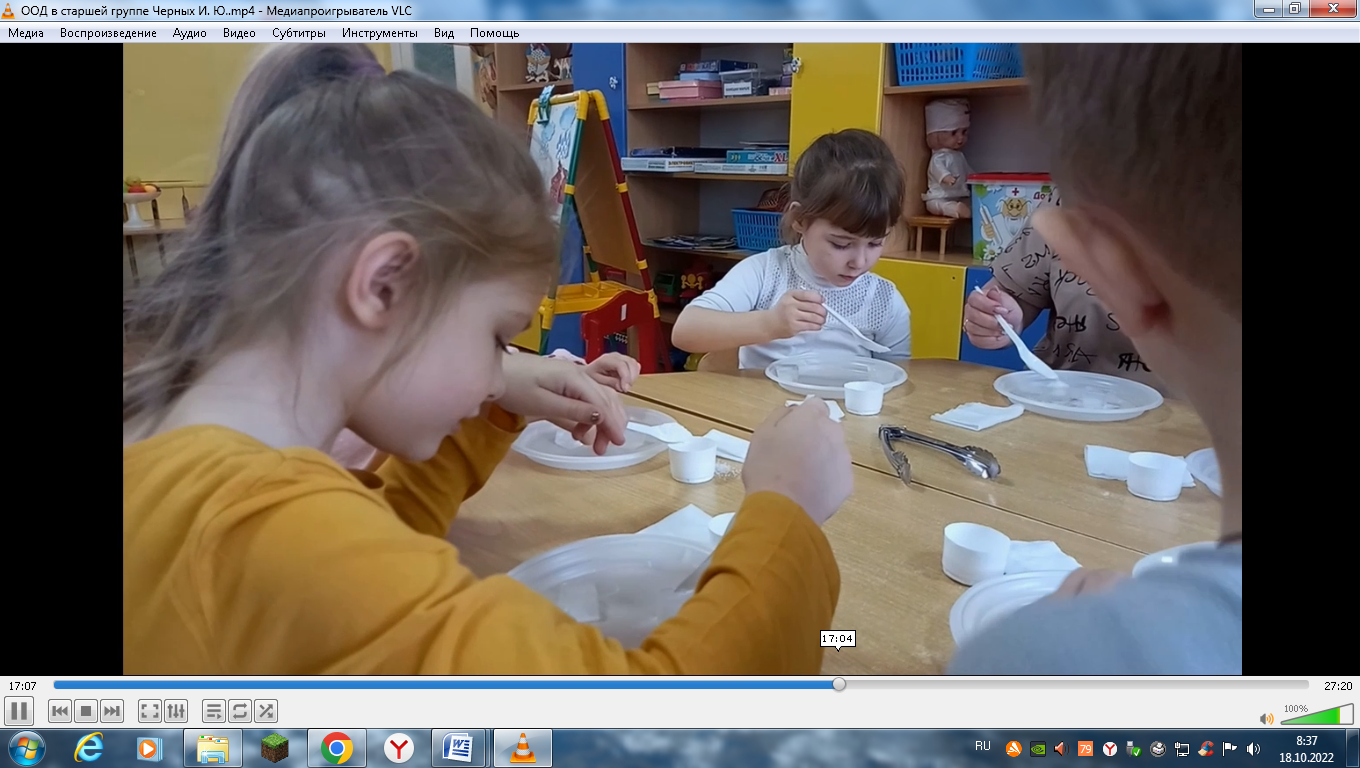 ООД в старшей группе Черных И. Ю..mp4 - Медиапроигрыватель VLC
Медиа Воспроизведение Аудио Видео Субтитры Инструменты Вид Помощь
17:04
17:07
27:20
100%
RU
79
8:37
18.10.2022